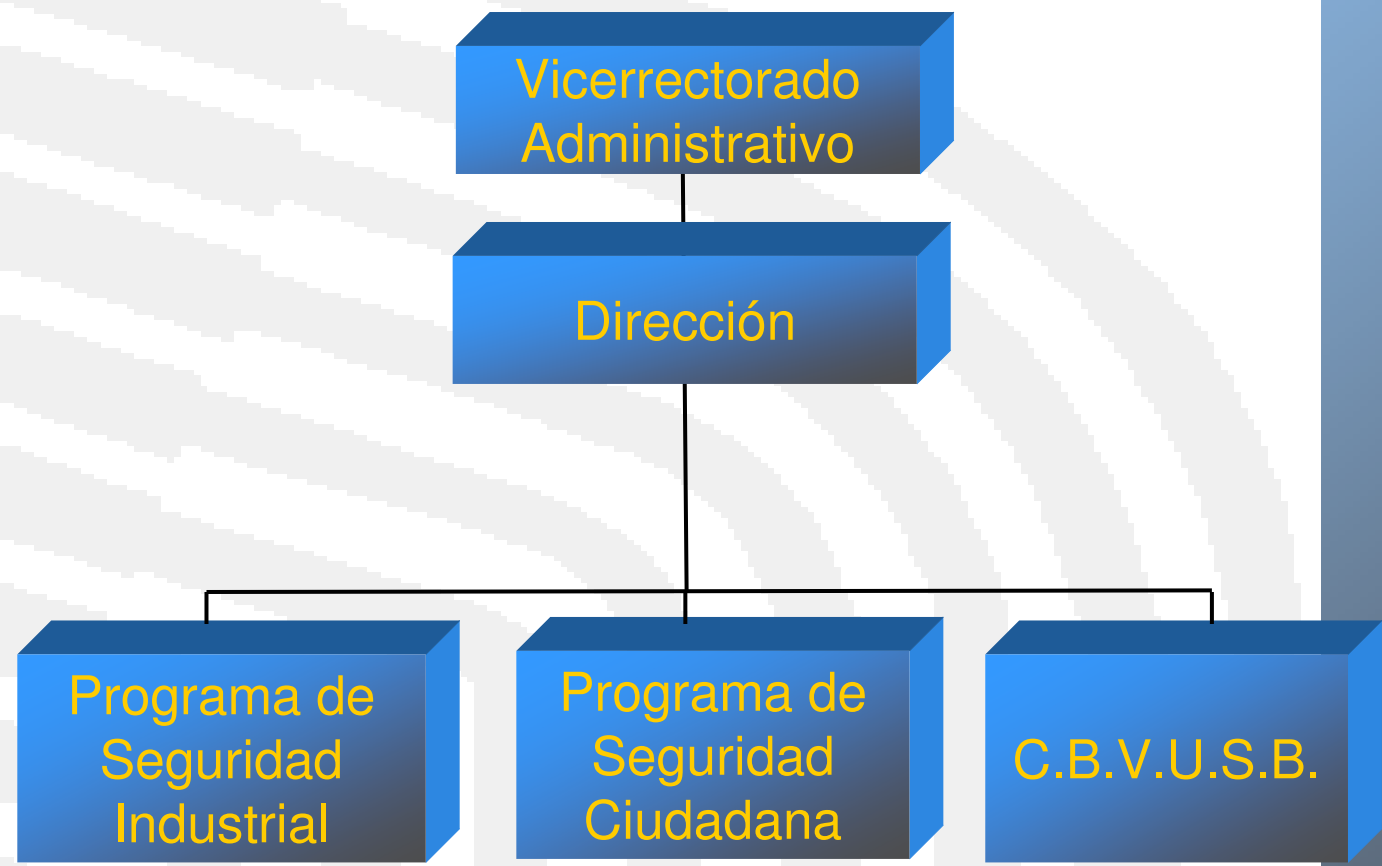 Vicerrectorado
Administrativo
Dirección
Programa de
Seguridad
Industrial
Programa de
Seguridad
Ciudadana
C.B.V.U.S.B.